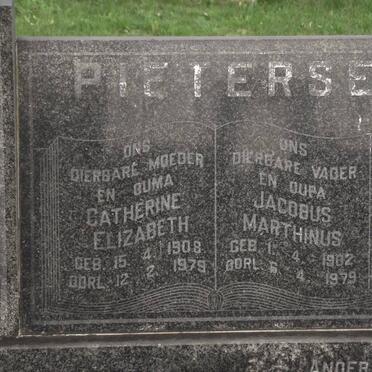 PIETERSE
ONS
DIERBARE MOEDER
EN OUMA
CATHERINE
ELIZABETH
GEB. 15. 4. 1908
OORL. 12. 2. 1979
ONS
DIERBARE VADER
EN OUPA
JACOBUS
MARTHINUS
GEB. 1. 4. 1902
OORL. 6. 4. 1979
ANDER